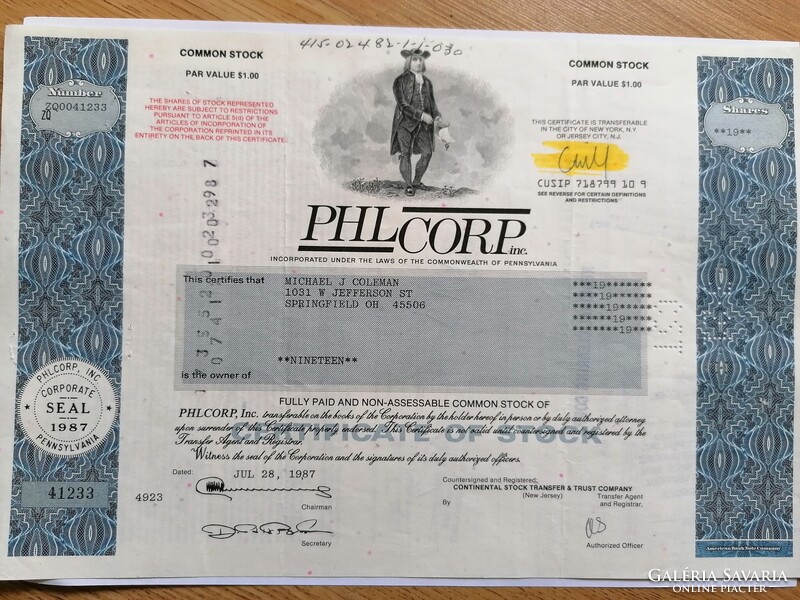 415-02482-1-1-030
COMMON STOCK
PAR VALUE $1.00
COMMON STOCK
PAR VALUE $1.00
Number
ZQ0041233
ZQ
Shares
**19**
THE SHARES OF STOCK REPRESENTED
HEREBY ARE SUBJECT TO RESTRICTIONS
PURSUANT TO ARTICLE 5(d) OF THE
ARTICLES OF INCORPORATION OF
THE CORPORATION REPRINTED IN ITS
ENTIRETY ON THE BACK OF THIS CERTIFICATE.
THIS CERTIFICATE IS TRANSFERABLE
IN THE CITY OF NEW YORK, N.Y.
OR JERSEY CITY, N.J.
CUSIP 718799 10 9
SEE REVERSE FOR CERTAIN DEFINITIONS
AND RESTRICTIONS
PHLCORP inc.
INCORPORATED UNDER THE LAWS OF THE COMMONWEALTH OF PENNSYLVANIA
This certifies that
MICHAEL J COLEMAN
1031 W JEFFERSON ST
SPRINGFIELD OH 45506
***19******
****19*****
*****19****
******19***
*******19**
**NINETEEN**
is the owner of
FULLY PAID AND NON-ASSESSABLE COMMON STOCK OF
PHLCORP, Inc. transferable on the books of the Corporation by the holder hereof in person or by duly authorized attorney
upon surrender of this Certificate properly endorsed. This Certificate is not valid until countersigned and registered by the
Transfer Agent and Registrar.
Witness the seal of the Corporation and the signatures of its duly authorized officers.
CERTIFICATE OF STOCK
PHLCORP, INC.
CORPORATE
SEAL
1987
PENNSYLVANIA
41233
4923
Dated:
JUL 28, 1987
Chairman
Secretary
Countersigned and Registered:
CONTINENTAL STOCK TRANSFER & TRUST COMPANY
(New Jersey)
Transfer Agent
and Registrar,
By
Authorized Officer
American Bank Note Company
GALÉRIA SAVARIA
ONLINE PIACTÉR